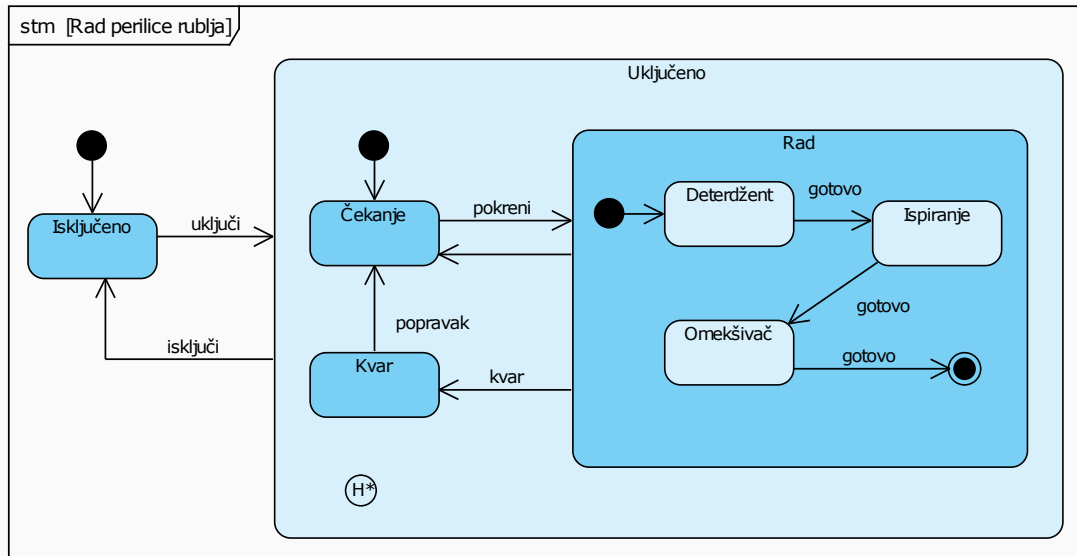 stm [Rad perilice rublja]
Uključeno
Rad
Deterdžent
gotovo
Čekanje
pokreni
Isključeno
uključi
Ispiranje
gotovo
popravak
Omekšivač
isključi
Kvar
kvar
gotovo
H*